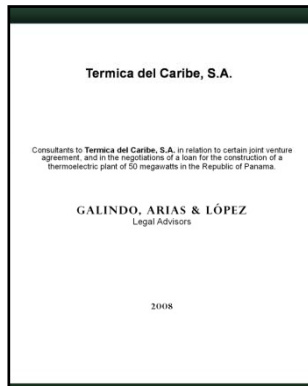 Termica del Caribe, S.A.
Consultants to Termica del Caribe, S.A. in relation to certain joint venture
agreement, and in the negotiations of a loan for the construction of a
thermoelectric plant of 50 megawatts in the Republic of Panama.
GALINDO, ARIAS & LÓPEZ
Legal Advisors
2008